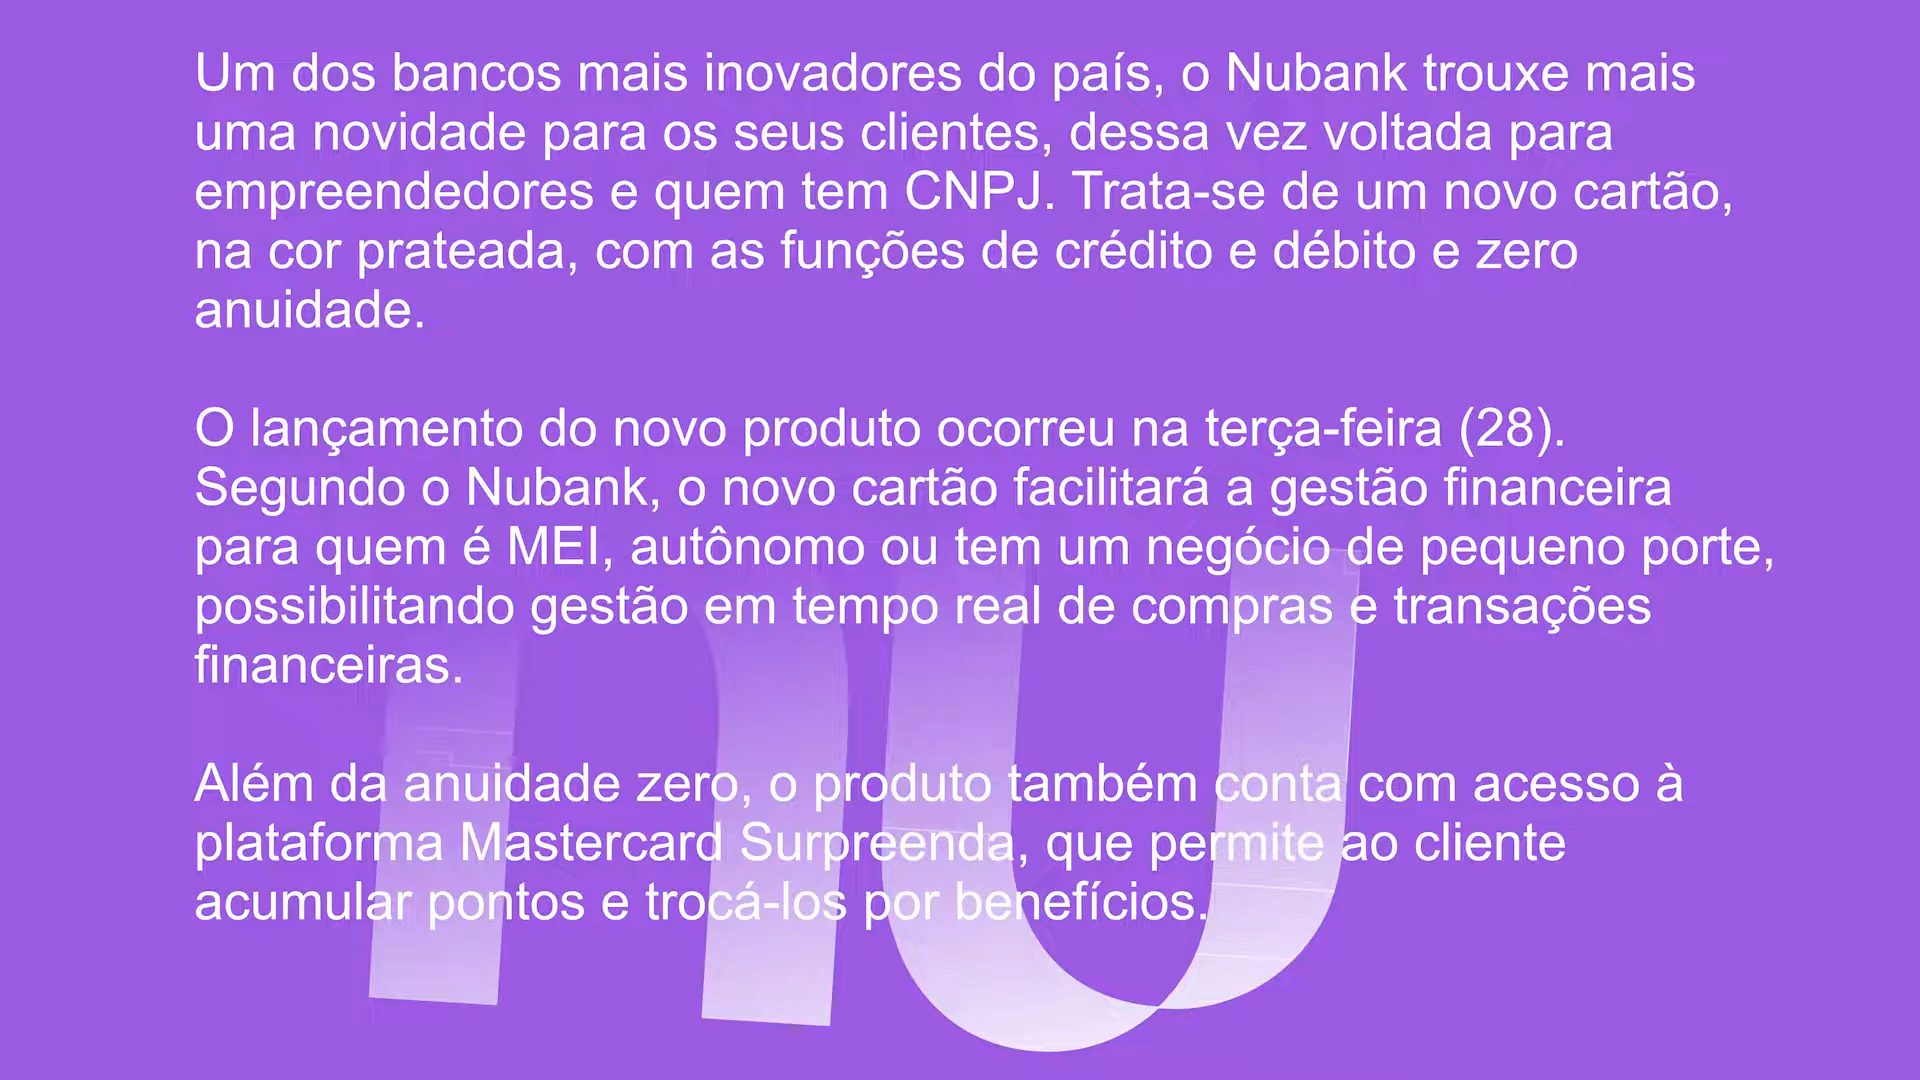 Um dos bancos mais inovadores do país, o Nubank trouxe mais
uma novidade para os seus clientes, dessa vez voltada para
empreendedores e quem tem CNPJ. Trata-se de um novo cartão,
na cor prateada, com as funções de crédito e débito e zero
anuidade.
O lançamento do novo produto ocorreu na terça-feira (28).
Segundo o Nubank, o novo cartão facilitará a gestão financeira
para quem é MEI, autônomo ou tem um negócio de pequeno porte,
possibilitando gestão em tempo real de compras e transações
financeiras.
Além da anuidade zero, o produto também conta com acesso à
plataforma Mastercard Surpreenda, que permite ao cliente
acumular pontos e trocá-los por benefícios.
nu